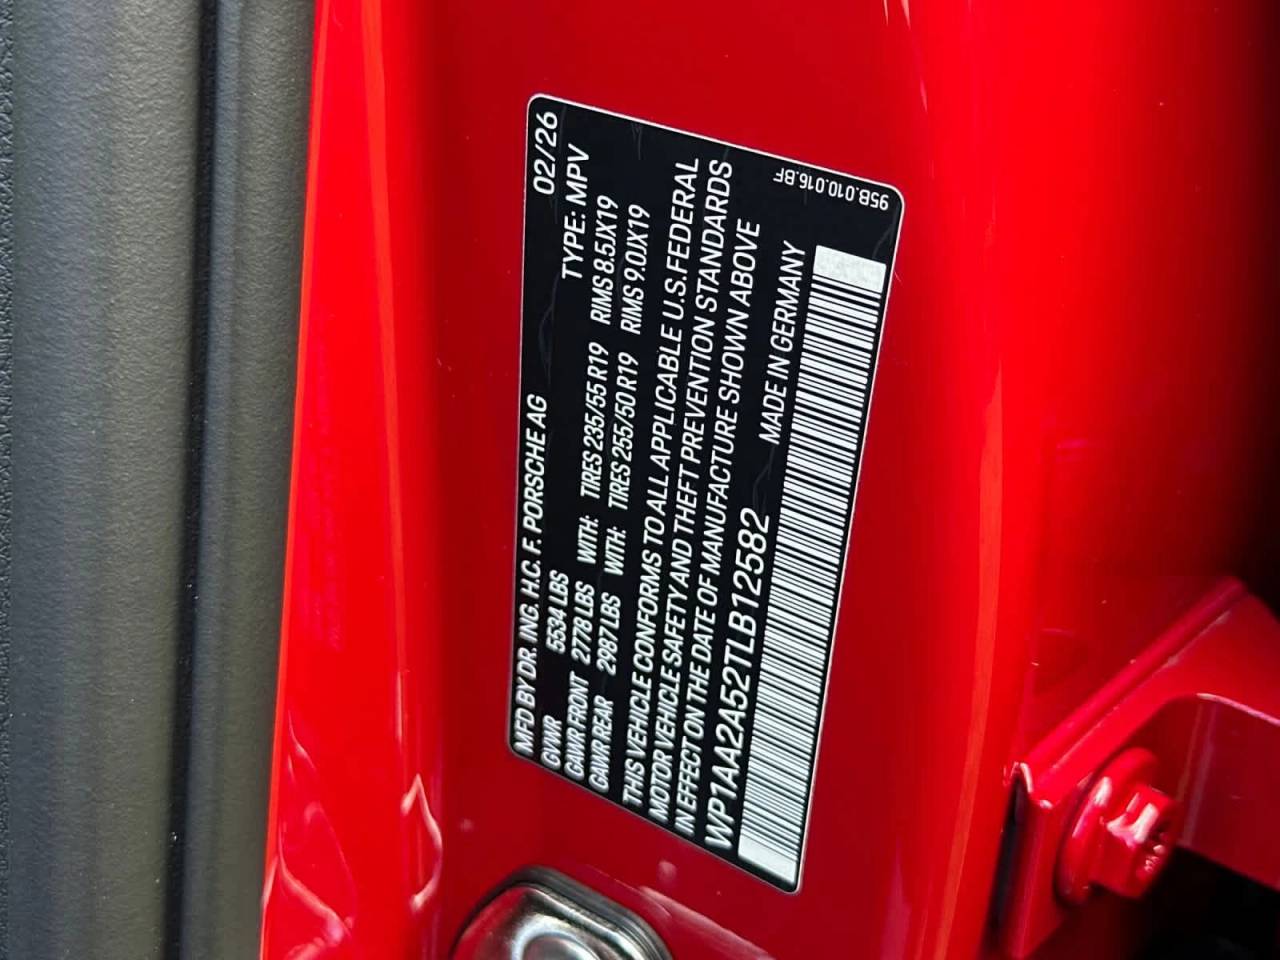 MFD BY DR. ING. H.C. F. PORSCHE AG 02/26
GVWR 5534 LBS TYPE: MPV
GAWR FRONT 2778 LBS WITH: TIRES 235/55 R19 RIMS 8.5JX19
GAWR REAR 2987 LBS WITH: TIRES 255/50 R19 RIMS 9.0JX19
THIS VEHICLE CONFORMS TO ALL APPLICABLE U.S. FEDERAL
MOTOR VEHICLE SAFETY AND THEFT PREVENTION STANDARDS
IN EFFECT ON THE DATE OF MANUFACTURE SHOWN ABOVE
WP1AA2A52TLB12582 MADE IN GERMANY
95B.010.016.BF